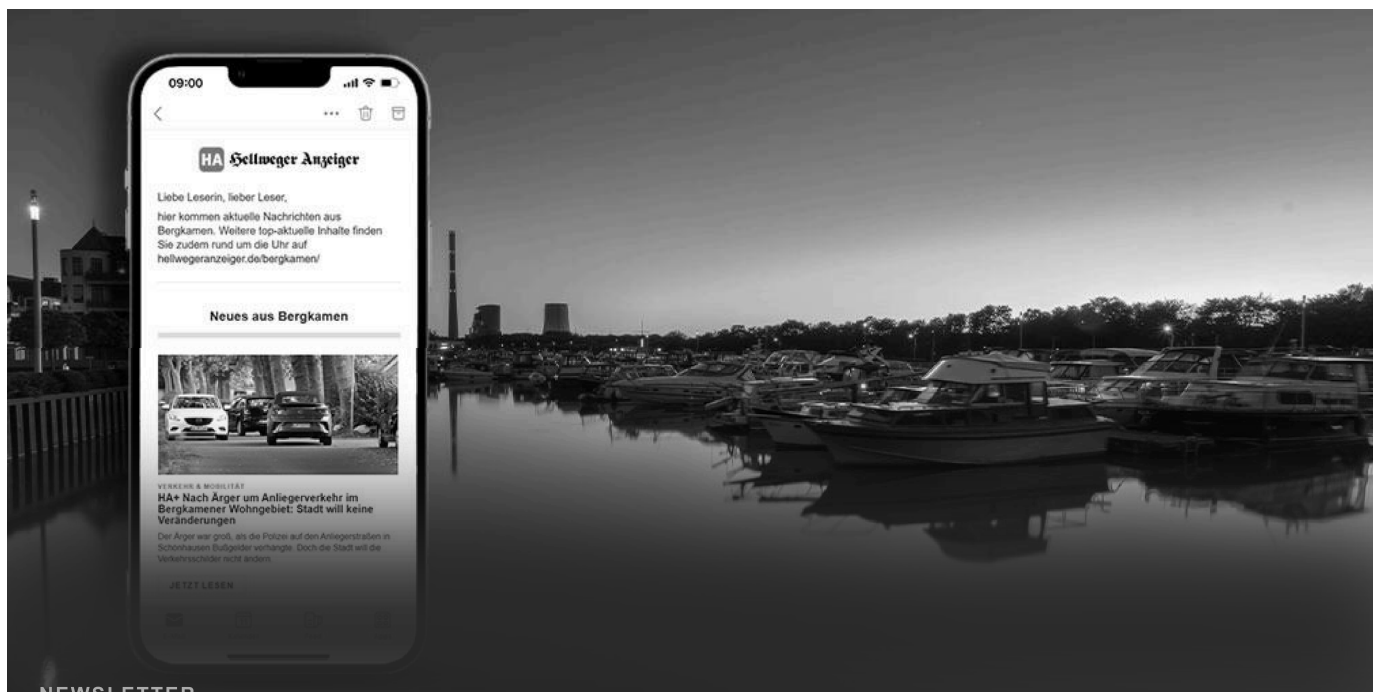 09:00
HA Hellweger Anzeiger
Liebe Leserin, lieber Leser,
hier kommen aktuelle Nachrichten aus
Bergkamen. Weitere top-aktuelle Inhalte finden
Sie zudem rund um die Uhr auf
hellwegeranzeiger.de/bergkamen/
Neues aus Bergkamen
VERKEHR & MOBILITÄT
HA+ Nach Ärger um Anliegerverkehr im
Bergkamener Wohngebiet: Stadt will keine
Veränderungen
Der Ärger war groß, als die Polizei auf den Anliegerstraßen in
Schönhausen Bußgelder verhängte. Doch die Stadt will die
Verkehrsschilder nicht ändern.
JETZT LESEN
NEWSLETTER